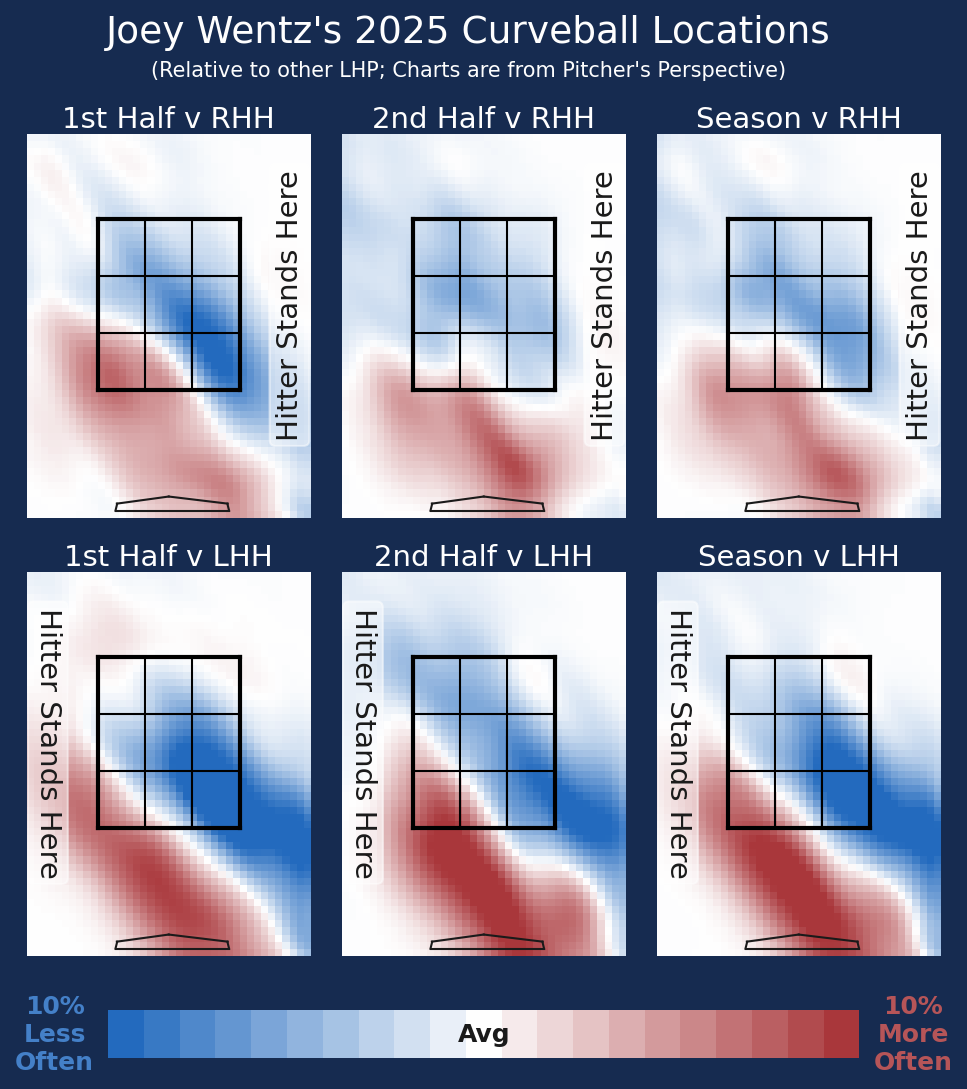 Joey Wentz's 2025 Curveball Locations
(Relative to other LHP; Charts are from Pitcher's Perspective)
1st Half v RHH
2nd Half v RHH
Season v RHH
Hitter Stands Here
Hitter Stands Here
Hitter Stands Here
1st Half v LHH
2nd Half v LHH
Season v LHH
Hitter Stands Here
Hitter Stands Here
Hitter Stands Here
10%
Less
Often
Avg
10%
More
Often